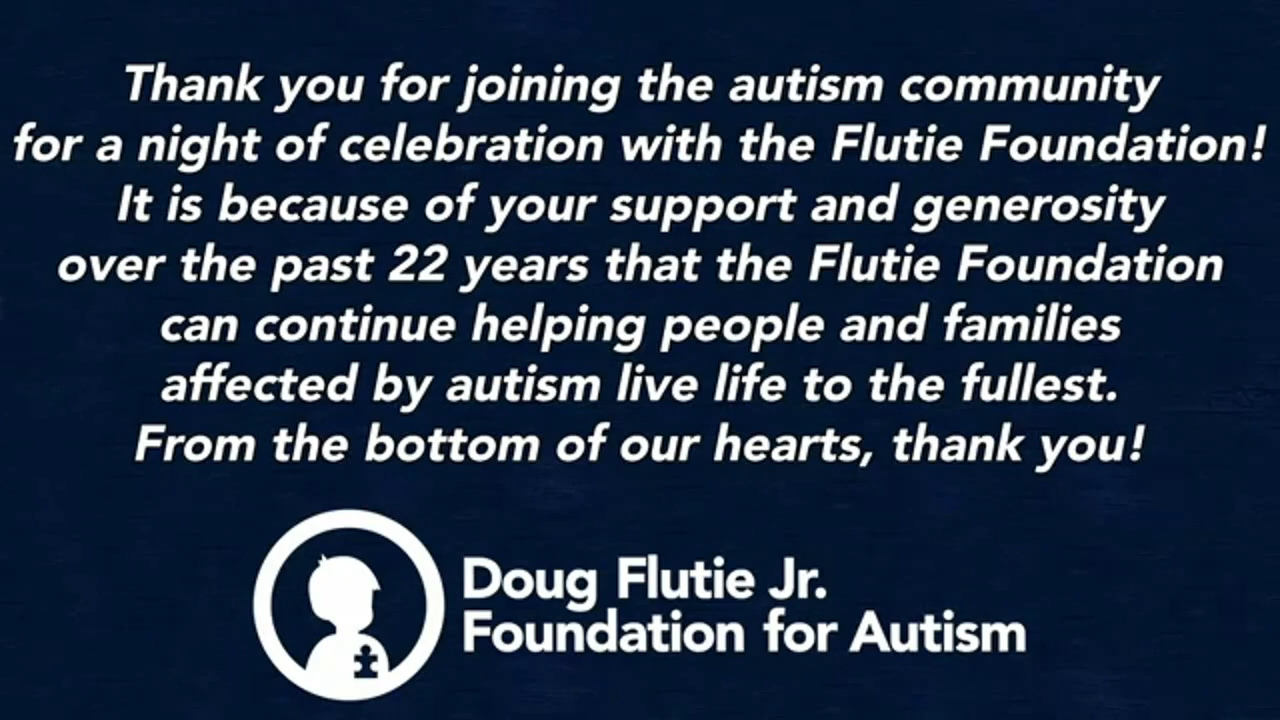 Thank you for joining the autism community
for a night of celebration with the Flutie Foundation!
It is because of your support and generosity
over the past 22 years that the Flutie Foundation
can continue helping people and families
affected by autism live life to the fullest.
From the bottom of our hearts, thank you!
Doug Flutie Jr.
Foundation for Autism